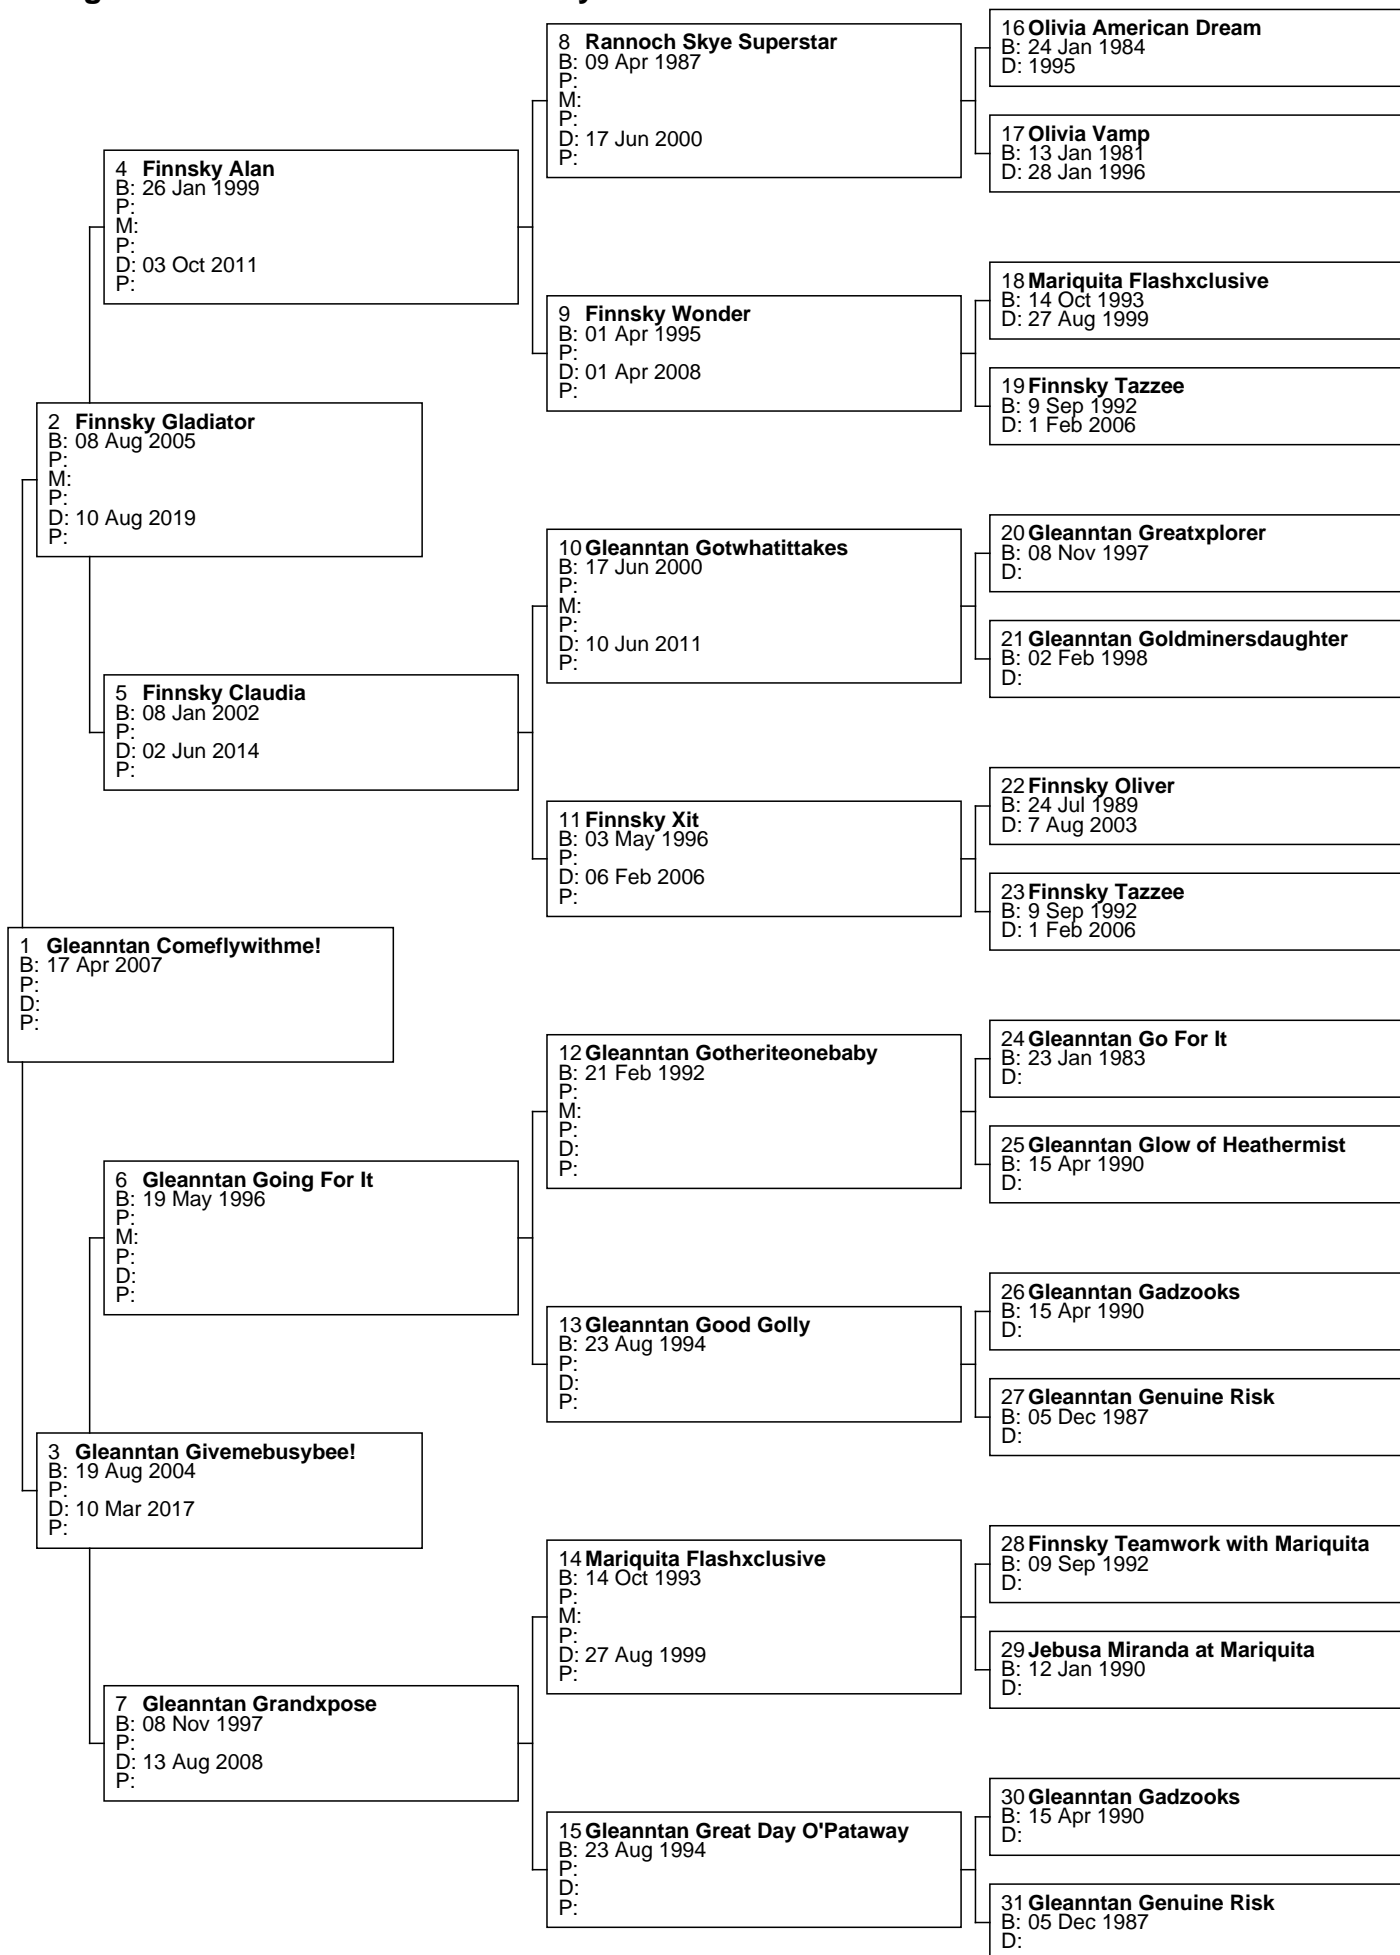 8 Rannoch Skye Superstar
B: 09 Apr 1987
P:
M:
P:
D: 17 Jun 2000
P:
16 Olivia American Dream
B: 24 Jan 1984
D: 1995
17 Olivia Vamp
B: 13 Jan 1981
D: 28 Jan 1996
4 Finnsky Alan
B: 26 Jan 1999
P:
M:
P:
D: 03 Oct 2011
P:
9 Finnsky Wonder
B: 01 Apr 1995
P:
D: 01 Apr 2008
P:
18 Mariquita Flashxclusive
B: 14 Oct 1993
D: 27 Aug 1999
19 Finnsky Tazzee
B: 9 Sep 1992
D: 1 Feb 2006
2 Finnsky Gladiator
B: 08 Aug 2005
P:
M:
P:
D: 10 Aug 2019
P:
10 Gleanntan Gotwhatittakes
B: 17 Jun 2000
P:
M:
P:
D: 10 Jun 2011
P:
20 Gleanntan Greatxplorer
B: 08 Nov 1997
D:
21 Gleanntan Goldminersdaughter
B: 02 Feb 1998
D:
5 Finnsky Claudia
B: 08 Jan 2002
P:
D: 02 Jun 2014
P:
11 Finnsky Xit
B: 03 May 1996
P:
D: 06 Feb 2006
P:
22 Finnsky Oliver
B: 24 Jul 1989
D: 7 Aug 2003
23 Finnsky Tazzee
B: 9 Sep 1992
D: 1 Feb 2006
1 Gleanntan Comeflywithme!
B: 17 Apr 2007
P:
D:
P:
12 Gleanntan Gotheriteonebaby
B: 21 Feb 1992
P:
M:
P:
D:
P:
24 Gleanntan Go For It
B: 23 Jan 1983
D:
25 Gleanntan Glow of Heathermist
B: 15 Apr 1990
D:
6 Gleanntan Going For It
B: 19 May 1996
P:
M:
P:
D:
P:
13 Gleanntan Good Golly
B: 23 Aug 1994
P:
D:
P:
26 Gleanntan Gadzooks
B: 15 Apr 1990
D:
27 Gleanntan Genuine Risk
B: 05 Dec 1987
D:
3 Gleanntan Givemebusybee!
B: 19 Aug 2004
P:
D: 10 Mar 2017
P:
14 Mariquita Flashxclusive
B: 14 Oct 1993
P:
M:
P:
D: 27 Aug 1999
P:
28 Finnsky Teamwork with Mariquita
B: 09 Sep 1992
D:
29 Jebusa Miranda at Mariquita
B: 12 Jan 1990
D:
7 Gleanntan Grandxpose
B: 08 Nov 1997
P:
D: 13 Aug 2008
P:
15 Gleanntan Great Day O'Pataway
B: 23 Aug 1994
P:
D:
P:
30 Gleanntan Gadzooks
B: 15 Apr 1990
D:
31 Gleanntan Genuine Risk
B: 05 Dec 1987
D: